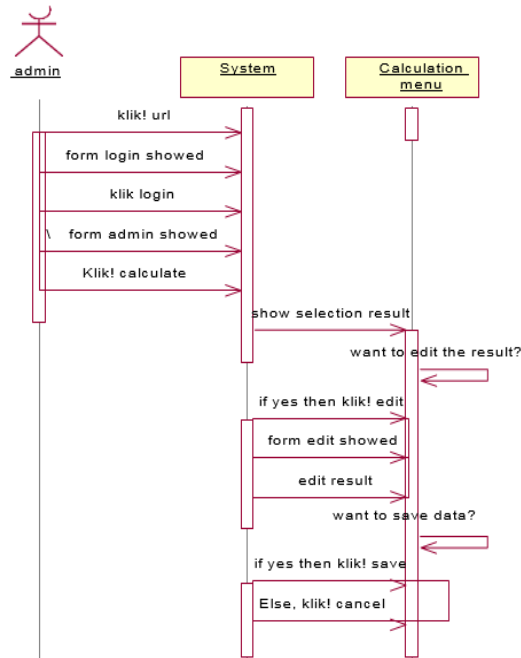 admin
System
Calculation
menu
klik! url
form login showed
klik login
\ form admin showed
Klik! calculate
show selection result
want to edit the result?
if yes then klik! edit
form edit showed
edit result
want to save data?
if yes then klik! save
Else, klik! cancel